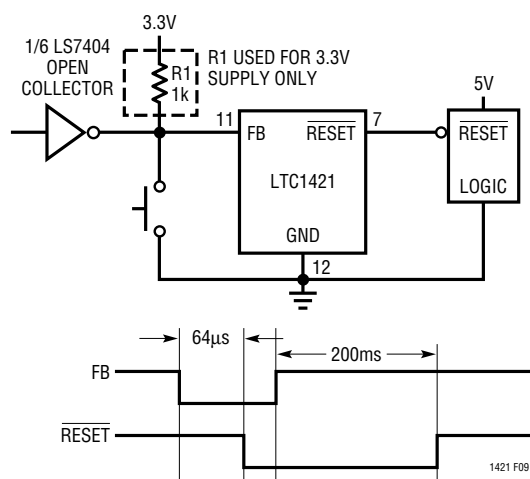 3.3V
1/6 LS7404
OPEN
COLLECTOR
R1
1k
R1 USED FOR 3.3V
SUPPLY ONLY
5V
11
FB
RESET
7
LTC1421
GND
12
RESET
LOGIC
64µs
200ms
FB
RESET
1421 F09